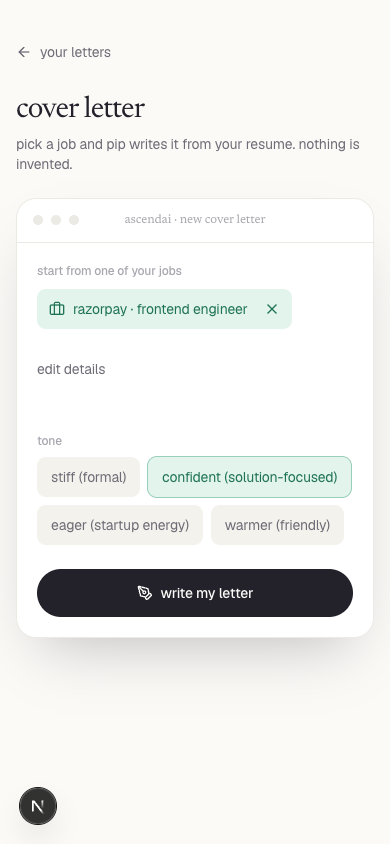 your letters
cover letter
pick a job and pip writes it from your resume. nothing is
invented.
ascendai · new cover letter
start from one of your jobs
razorpay · frontend engineer
edit details
tone
stiff (formal)
confident (solution-focused)
eager (startup energy)
warmer (friendly)
write my letter
N